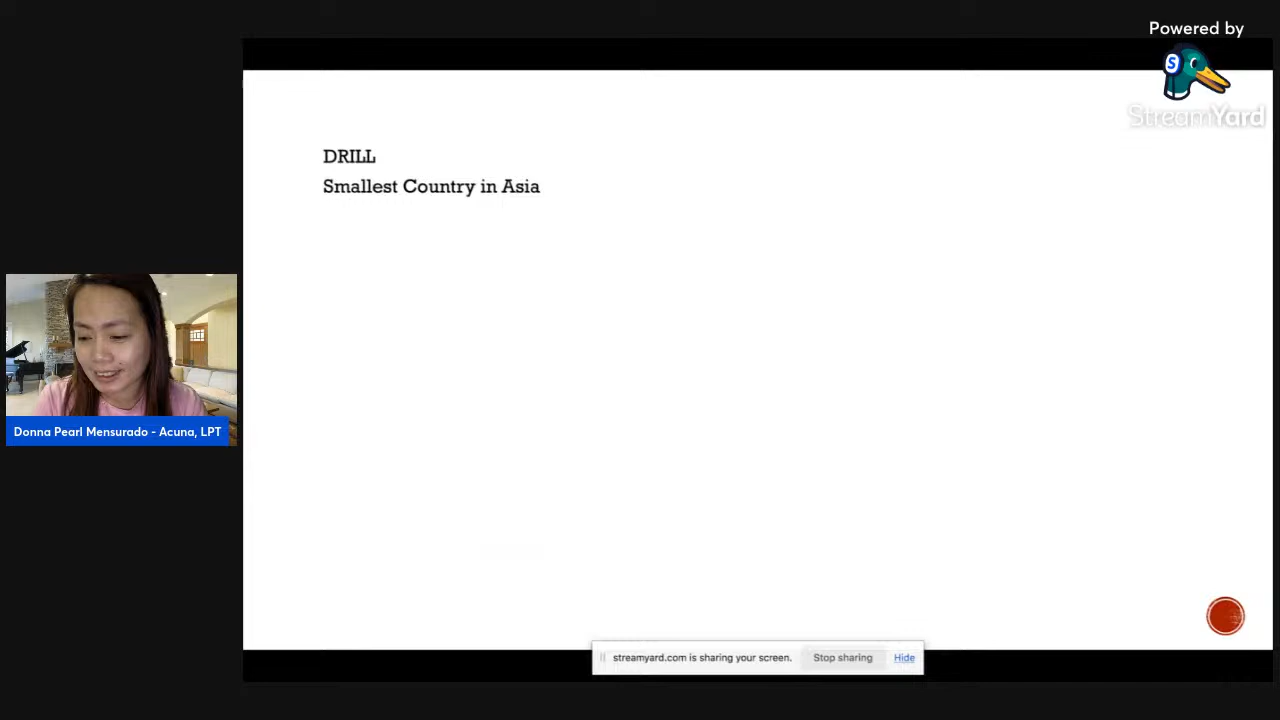 Powered by
S
StreamYard
DRILL
Smallest Country in Asia
Donna Pearl Mensurado - Acuna, LPT
streamyard.com is sharing your screen.
Stop sharing
Hide